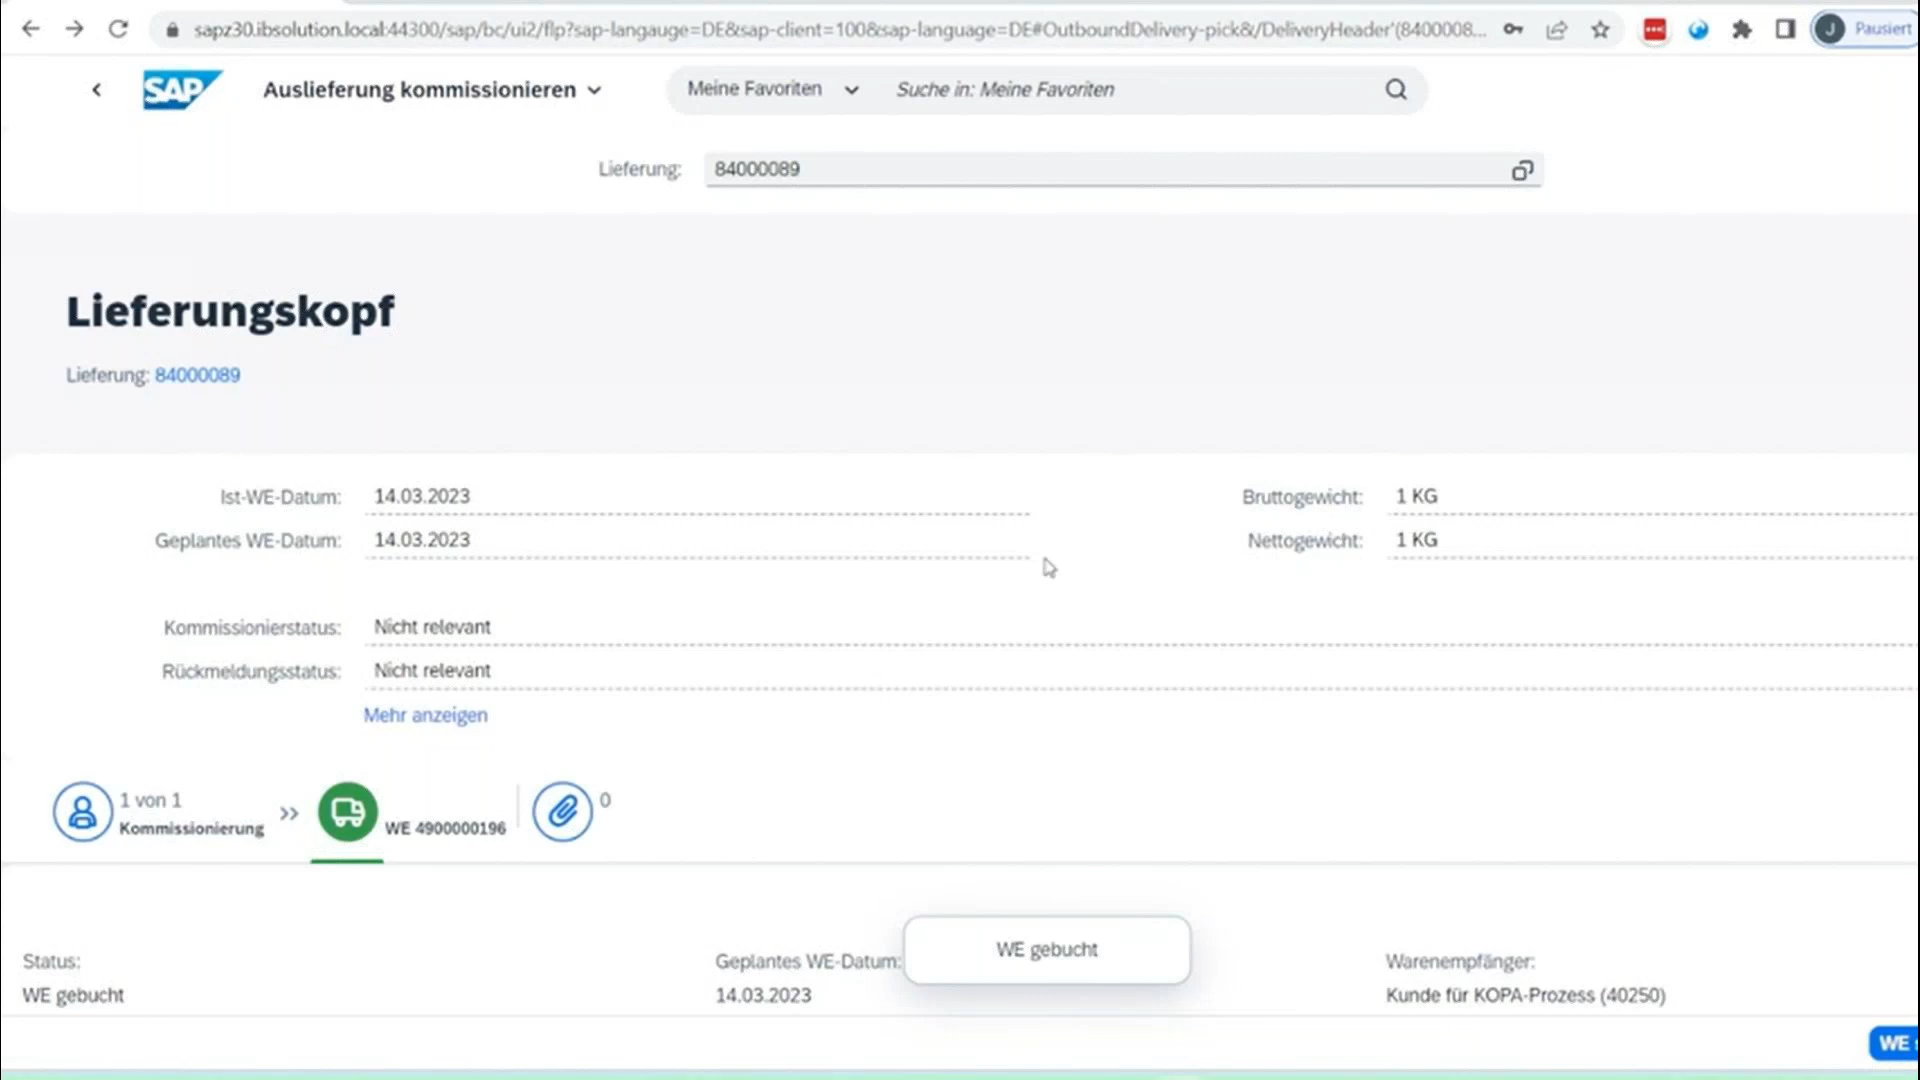 sapz30.ibsolution.local:44300/sap/bc/ui2/flp?sap-langauge=DE&sap-client=100&sap-language=DE#OutboundDelivery-pick&/DeliveryHeader'(8400008...
J
Pausiert
SAP
Auslieferung kommissionieren
Meine Favoriten
Suche in: Meine Favoriten
Lieferung:
84000089
Lieferungskopf
Lieferung: 84000089
Ist-WE-Datum:
14.03.2023
Bruttogewicht:
1 KG
Geplantes WE-Datum:
14.03.2023
Nettogewicht:
1 KG
Kommissionierstatus:
Nicht relevant
Rückmeldungsstatus:
Nicht relevant
Mehr anzeigen
1 von 1
Kommissionierung
WE 4900000196
0
Status:
WE gebucht
Geplantes WE-Datum:
14.03.2023
WE gebucht
Warenempfänger:
Kunde für KOPA-Prozess (40250)
WE